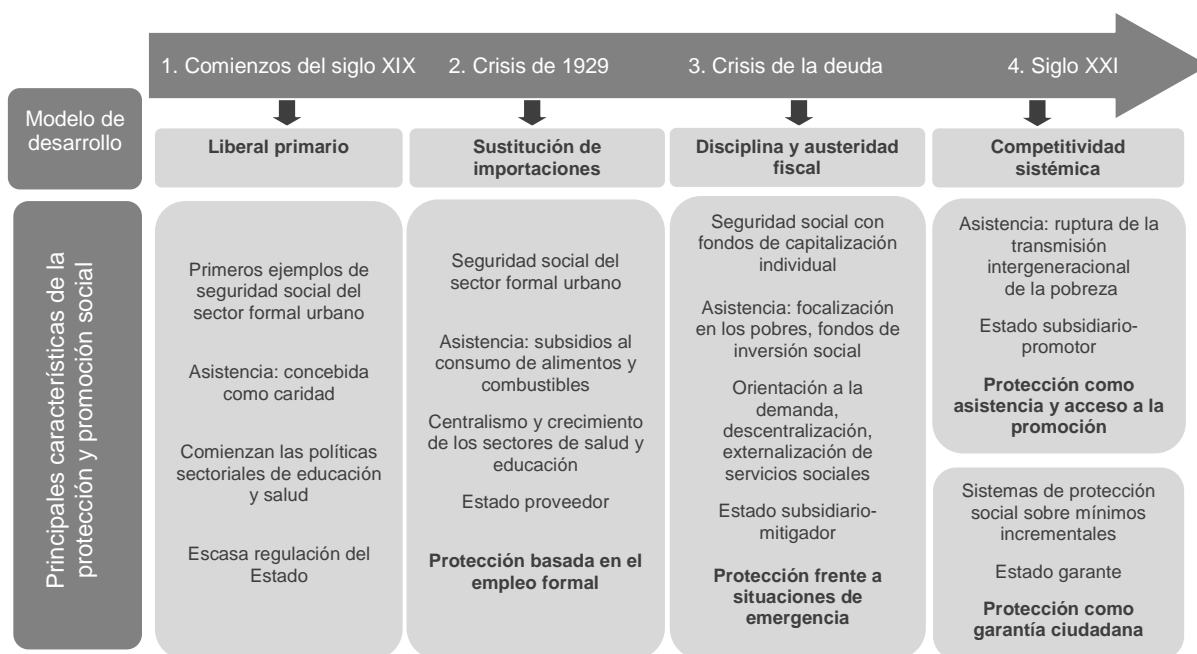 1. Comienzos del siglo XIX
2. Crisis de 1929
3. Crisis de la deuda
4. Siglo XXI
Modelo de
desarrollo
Liberal primario
Sustitución de
importaciones
Disciplina y austeridad
fiscal
Competitividad
sistémica
Principales características de la
protección y promoción social
Primeros ejemplos de
seguridad social del
sector formal urbano
Asistencia: concebida
como caridad
Comienzan las políticas
sectoriales de educación
y salud
Escasa regulación del
Estado
Seguridad social del
sector formal urbano
Asistencia: subsidios al
consumo de alimentos y
combustibles
Centralismo y crecimiento
de los sectores de salud y
educación
Estado proveedor
Protección basada en el
empleo formal
Seguridad social con
fondos de capitalización
individual
Asistencia: focalización
en los pobres, fondos de
inversión social
Orientación a la
demanda,
descentralización,
externalización de
servicios sociales
Estado subsidiario-
mitigador
Protección frente a
situaciones de
emergencia
Asistencia: ruptura de la
transmisión
intergeneracional
de la pobreza
Estado subsidiario-
promotor
Protección como
asistencia y acceso a la
promoción
Sistemas de protección
social sobre mínimos
incrementales
Estado garante
Protección como
garantía ciudadana